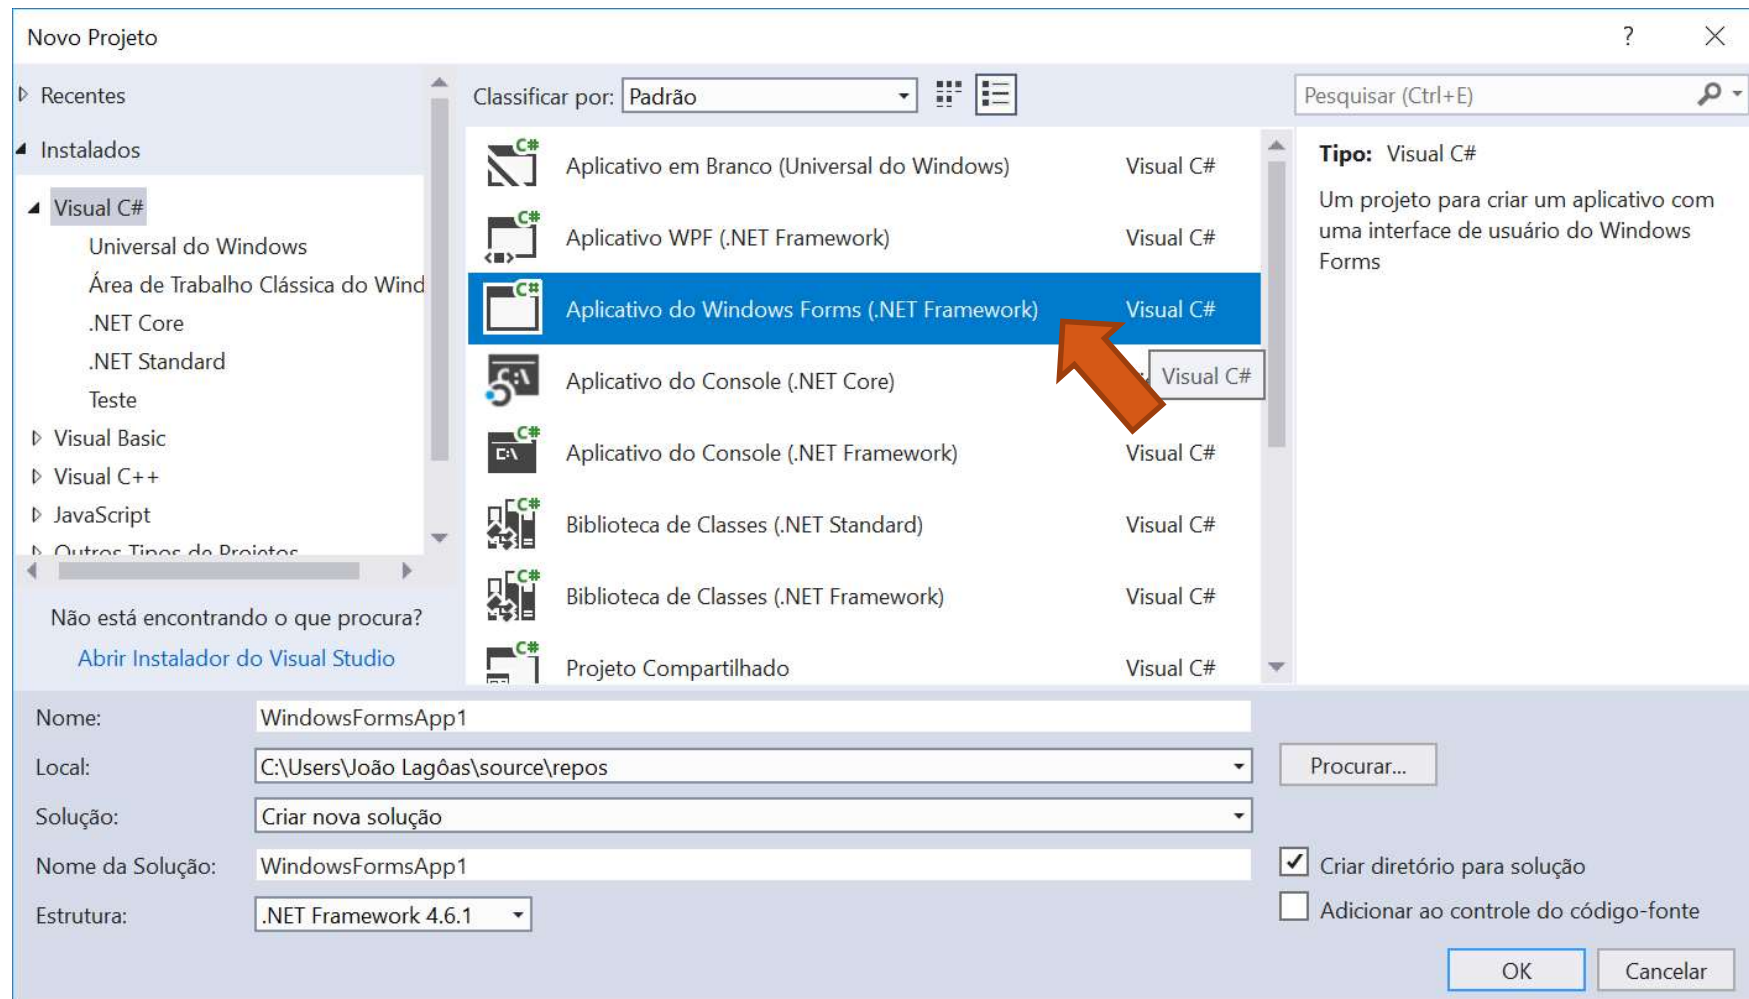 Novo Projeto
?
Recentes
Instalados
Visual C#
Universal do Windows
Área de Trabalho Clássica do Wind
.NET Core
.NET Standard
Teste
Visual Basic
Visual C++
JavaScript
Outros Tipos de Projetos
Não está encontrando o que procura?
Abrir Instalador do Visual Studio
Classificar por: Padrão
C# Aplicativo em Branco (Universal do Windows) Visual C#
C# Aplicativo WPF (.NET Framework) Visual C#
C# Aplicativo do Windows Forms (.NET Framework) Visual C#
C:\ Aplicativo do Console (.NET Core)
Visual C#
C# C:\ Aplicativo do Console (.NET Framework) Visual C#
C# Biblioteca de Classes (.NET Standard) Visual C#
C# Biblioteca de Classes (.NET Framework) Visual C#
C# Projeto Compartilhado Visual C#
Pesquisar (Ctrl+E)
Tipo: Visual C#
Um projeto para criar um aplicativo com
uma interface de usuário do Windows
Forms
Nome: WindowsFormsApp1
Local: C:\Users\João Lagôas\source\repos Procurar...
Solução: Criar nova solução
Nome da Solução: WindowsFormsApp1
Criar diretório para solução
Estrutura: .NET Framework 4.6.1
Adicionar ao controle do código-fonte
OK Cancelar